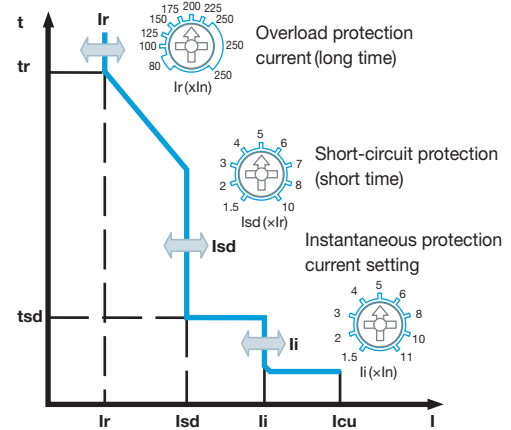 t
Ir
tr
tsd
80
100
125
150
175
200
225
250
250
250
Ir (xIn)
Overload protection
current (long time)
1.5
2
3
4
5
6
7
8
10
Isd (×Ir)
Short-circuit protection
(short time)
Isd
Instantaneous protection
current setting
1.5
2
3
4
5
6
8
10
11
Ii (×In)
Ii
Ir
Isd
Ii
Icu
I